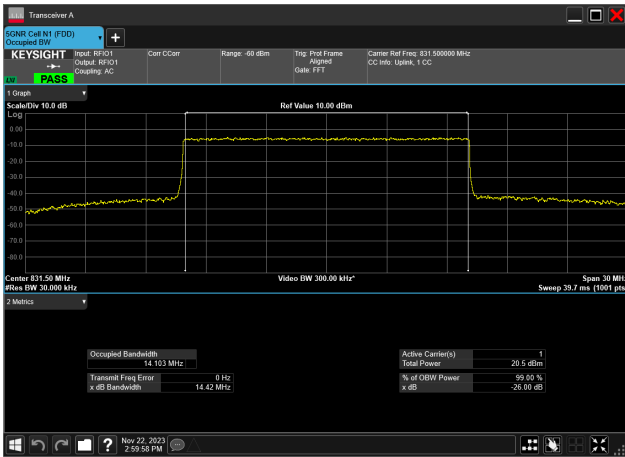 Transceiver A
5GNR Cell N1 (FDD)
Occupied BW
KEYSIGHT
LNI
PASS
Input: RFIO1
Output: RFIO1
Coupling: AC
Corr CCorr
Range: -60 dBm
Trig: Prot Frame
Aligned
Gate: FFT
Carrier Ref Freq: 831.500000 MHz
CC Info: Uplink, 1 CC
1 Graph
Scale/Div 10.0 dB
Ref Value 10.00 dBm
Log
0.00
-10.0
-20.0
-30.0
-40.0
-50.0
-60.0
-70.0
-80.0
Center 831.50 MHz
Video BW 300.00 kHz*
Span 30 MHz
#Res BW 30.000 kHz
Sweep 39.7 ms (1001 pts
2 Metrics
Occupied Bandwidth
14.103 MHz
Transmit Freq Error 0 Hz
x dB Bandwidth 14.42 MHz
Active Carrier(s) 1
Total Power 20.5 dBm
% of OBW Power 99.00 %
x dB -26.00 dB
?
Nov 22, 2023
2:59:58 PM